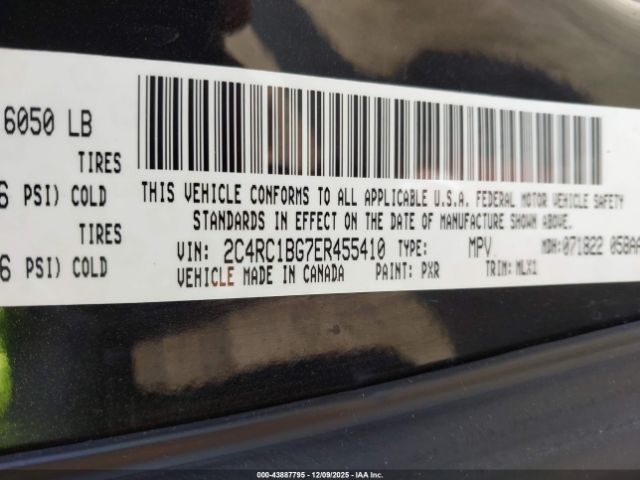 6050 LB
TIRES
PSI) COLD
TIRES
PSI) COLD
THIS VEHICLE CONFORMS TO ALL APPLICABLE U.S.A. FEDERAL MOTOR VEHICLE SAFETY
STANDARDS IN EFFECT ON THE DATE OF MANUFACTURE SHOWN ABOVE.
VIN: 2C4RC1BG7ER455410 TYPE: MPV MDH: 071822
VEHICLE MADE IN CANADA PAINT: PXR TRIM: MLX1
000-43887795 - 12/09/2025 - IAA Inc.